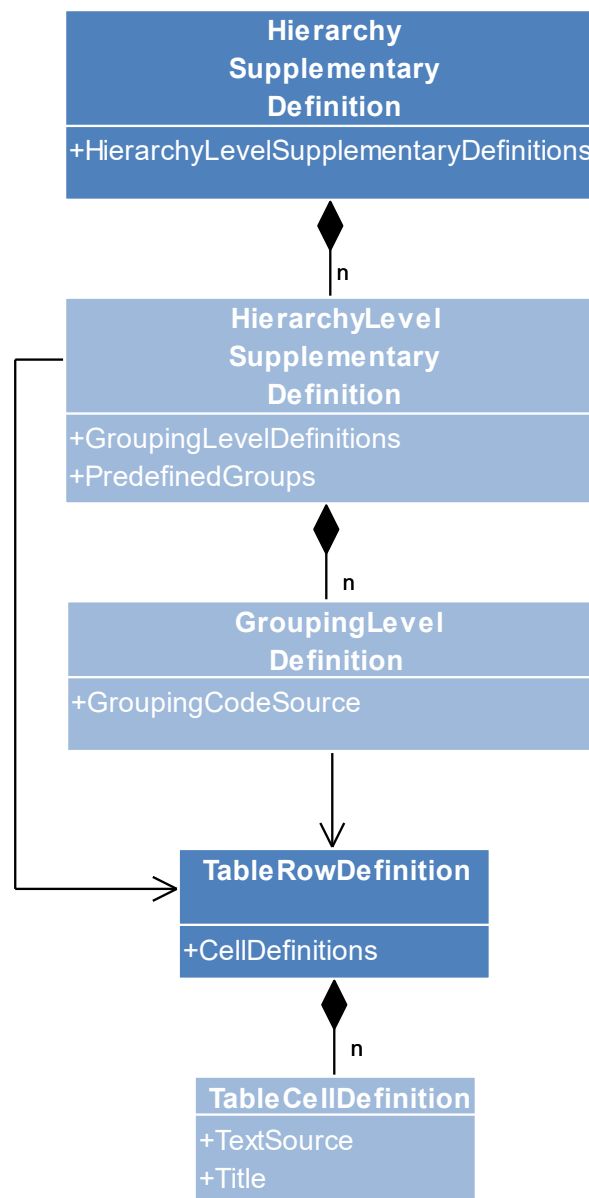 Hierarchy
Supplementary
Definition
+HierarchyLevelSupplementaryDefinitions
n
HierarchyLevel
Supplementary
Definition
+GroupingLevelDefinitions
+PredefinedGroups
n
GroupingLevel
Definition
+GroupingCodeSource
TableRowDefinition
+CellDefinitions
n
TableCellDefinition
+TextSource
+Title